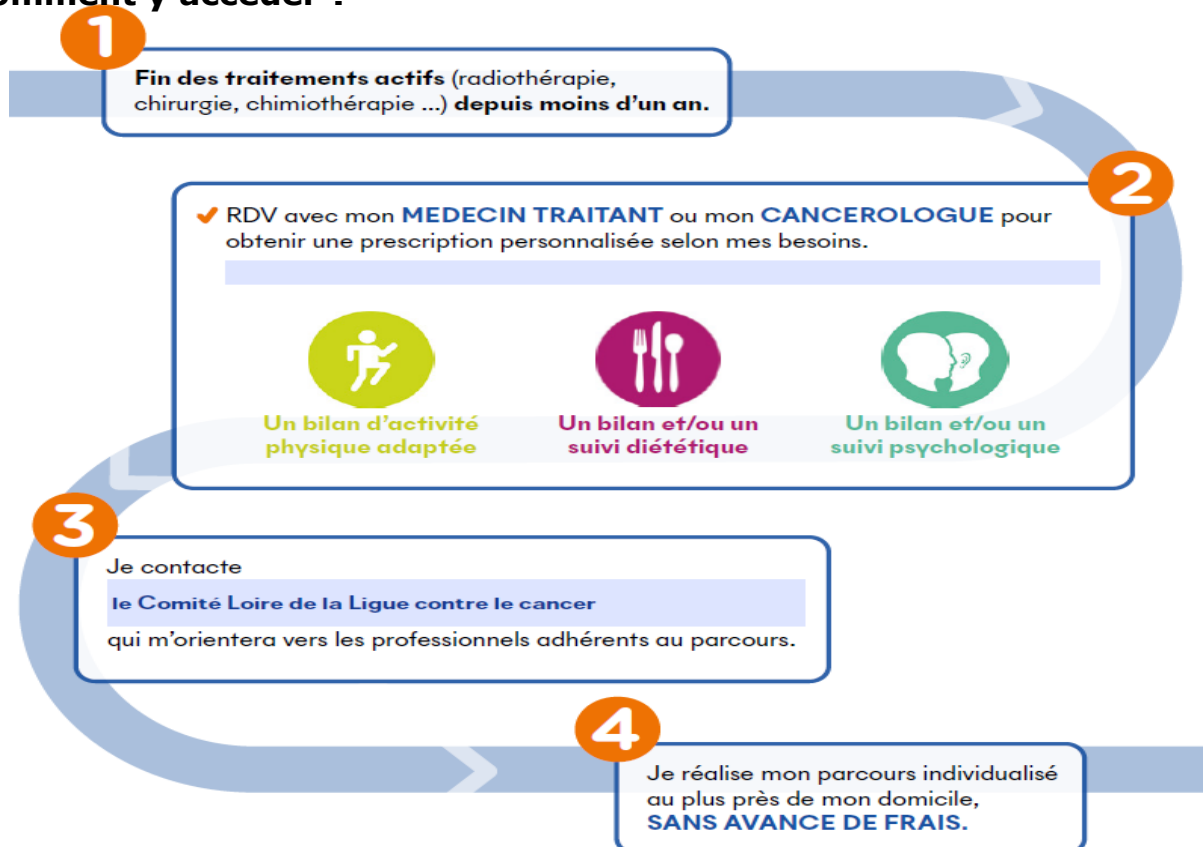 omment y accéder ?
1
Fin des traitements actifs (radiothérapie,
chirurgie, chimiothérapie ...) depuis moins d'un an.
2
RDV avec mon MEDECIN TRAITANT ou mon CANCEROLOGUE pour
obtenir une prescription personnalisée selon mes besoins.
Un bilan d'activité
physique adaptée
Un bilan et/ou un
suivi diététique
Un bilan et/ou un
suivi psychologique
3
Je contacte
le Comité Loire de la Ligue contre le cancer
qui m'orientera vers les professionnels adhérents au parcours.
4
Je réalise mon parcours individualisé
au plus près de mon domicile,
SANS AVANCE DE FRAIS.